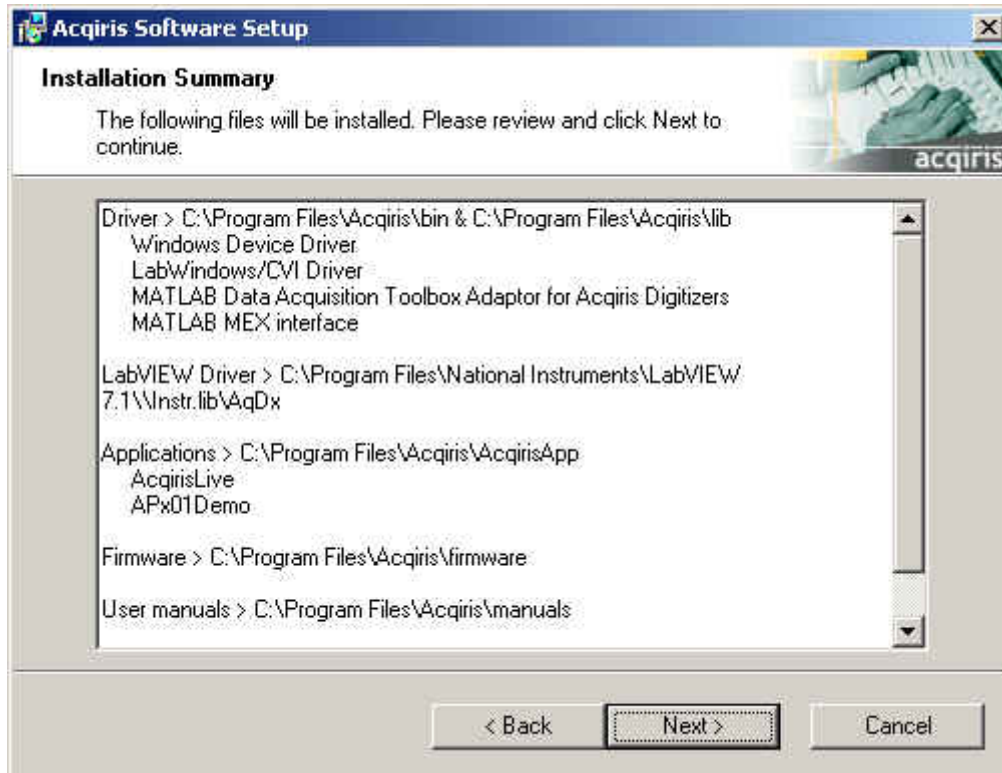 Acqiris Software Setup
Installation Summary
The following files will be installed. Please review and click Next to
continue.
acqiris
Driver > C:\Program Files\Acqiris\bin & C:\Program Files\Acqiris\lib
Windows Device Driver
LabWindows/CVI Driver
MATLAB Data Acquisition Toolbox Adaptor for Acqiris Digitizers
MATLAB MEX interface
LabVIEW Driver > C:\Program Files\National Instruments\LabVIEW
7.1\\Instr.lib\AqDx
Applications > C:\Program Files\Acqiris\AcqirisApp
AcqirisLive
APx01Demo
Firmware > C:\Program Files\Acqiris\firmware
User manuals > C:\Program Files\Acqiris\manuals
< Back
Next >
Cancel